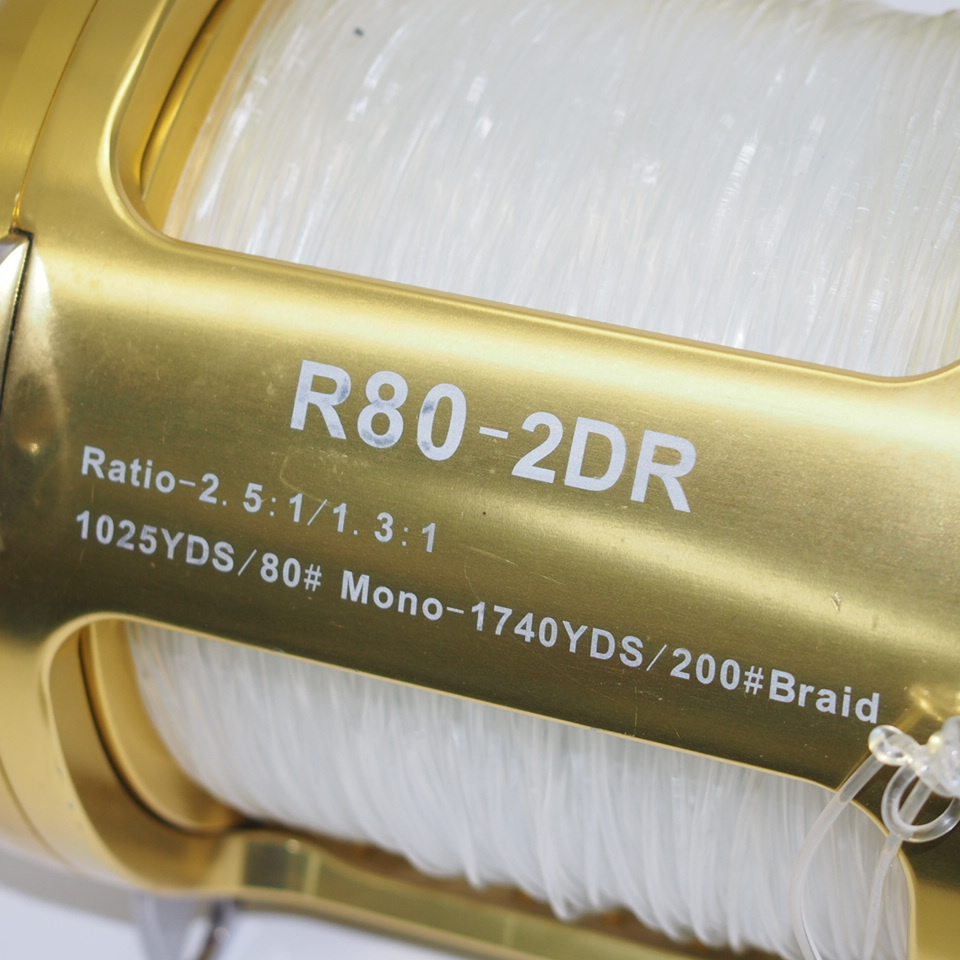 R80-2DR
Ratio-2.5:1/1.3:1
1025YDS/80# Mono-1740YDS/200#Braid